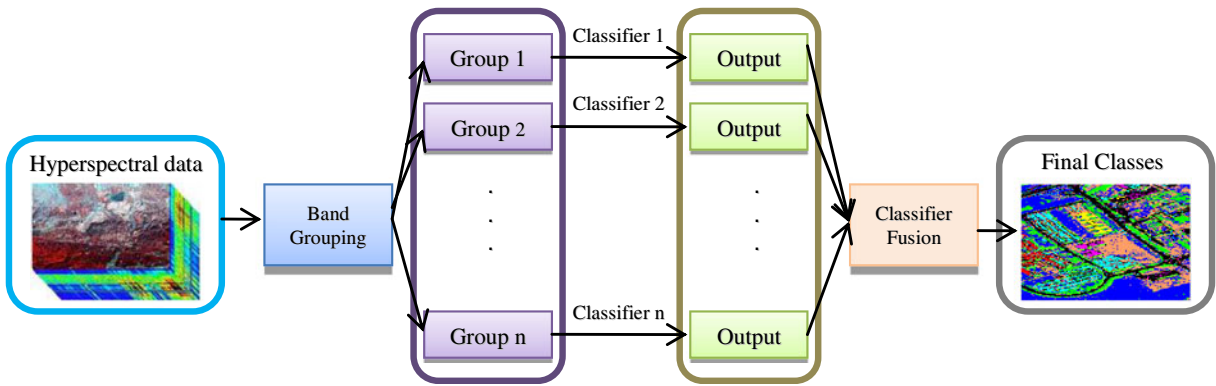 Hyperspectral data
Band
Grouping
Group 1
Group 2
.
.
.
Group n
Classifier 1
Classifier 2
Classifier n
Output
Output
.
.
.
Output
Classifier
Fusion
Final Classes